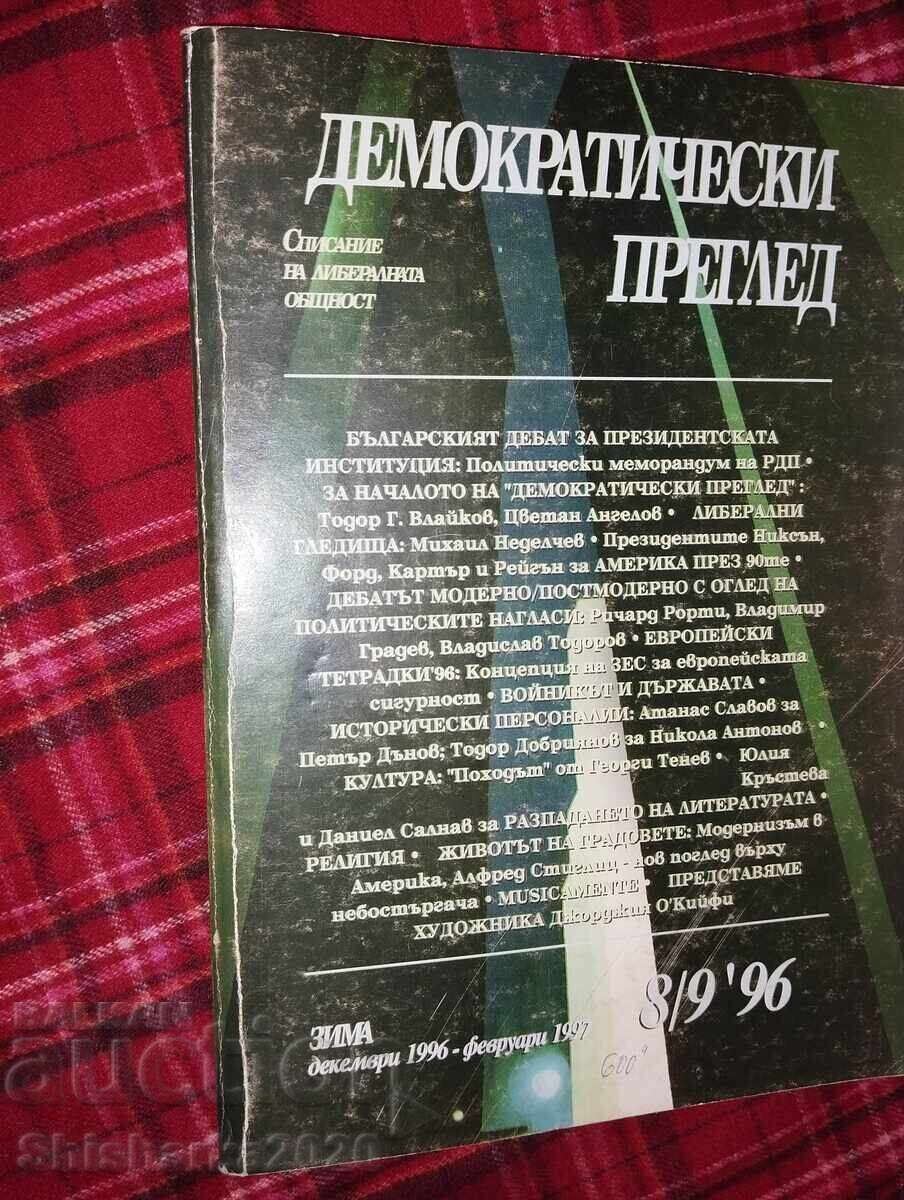 ДЕМОКРАТИЧЕСКИ
ПРЕГЛЕД
СПИСАНИЕ
НА ЛИБЕРАЛНАТА
ОБЩНОСТ
БЪЛГАРСКИЯТ ДЕБАТ ЗА ПРЕЗИДЕНТСКАТА
ИНСТИТУЦИЯ: Политически меморандум на РДП •
ЗА НАЧАЛОТО НА "ДЕМОКРАТИЧЕСКИ ПРЕГЛЕД" :
Тодор Г. Влайков, Цветан Ангелов • ЛИБЕРАЛНИ
ГЛЕДИЩА: Михаил Неделчев • Президентите Никсън,
Форд, Картър и Рейгън за АМЕРИКА ПРЕЗ 90те •
ДЕБАТЪТ МОДЕРНО/ПОСТМОДЕРНО С ОГЛЕД НА
ПОЛИТИЧЕСКИТЕ НАГЛАСИ: Ричард Рорти, Владимир
Градев, Владислав Тодоров • ЕВРОПЕЙСКИ
ТЕТРАДКИ'96: Концепция на ЗЕС за европейската
сигурност • ВОЙНИКЪТ И ДЪРЖАВАТА •
ИСТОРИЧЕСКИ ПЕРСОНАЛИИ: Атанас Славов за
Петър Дънов; Тодор Добриянов за Никола Антонов •
КУЛТУРА: "Походът" от Георги Тенев • Юлия
Кръстева
и Даниел Салнав за РАЗПАДАНЕТО НА ЛИТЕРАТУРАТА •
РЕЛИГИЯ • ЖИВОТЪТ НА ГРАДОВЕТЕ: Модернизъм в
Америка, Алфред Стиглиц - нов поглед върху
небостъргача • MUSICAMENTE • ПРЕДСТАВЯМЕ
ХУДОЖНИКА Джорджия О'Кийфи
8/9 '96
ЗИМА
декември 1996 - февруари 1997
600
BALKAN
auction
Shisharka2020